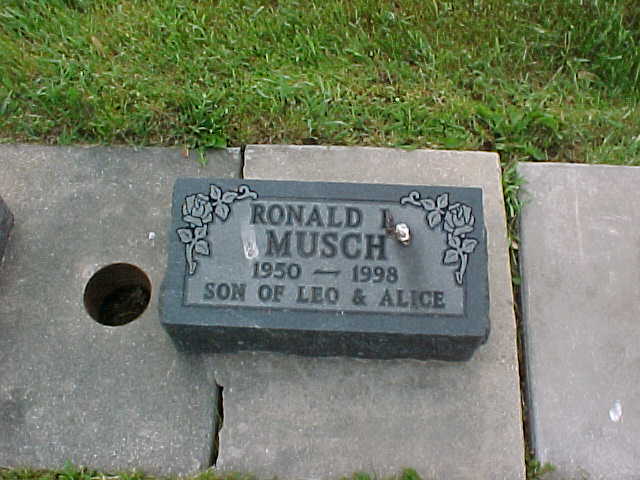 RONALD
MUSCH
1950 — 1998
SON OF LEO & ALICE